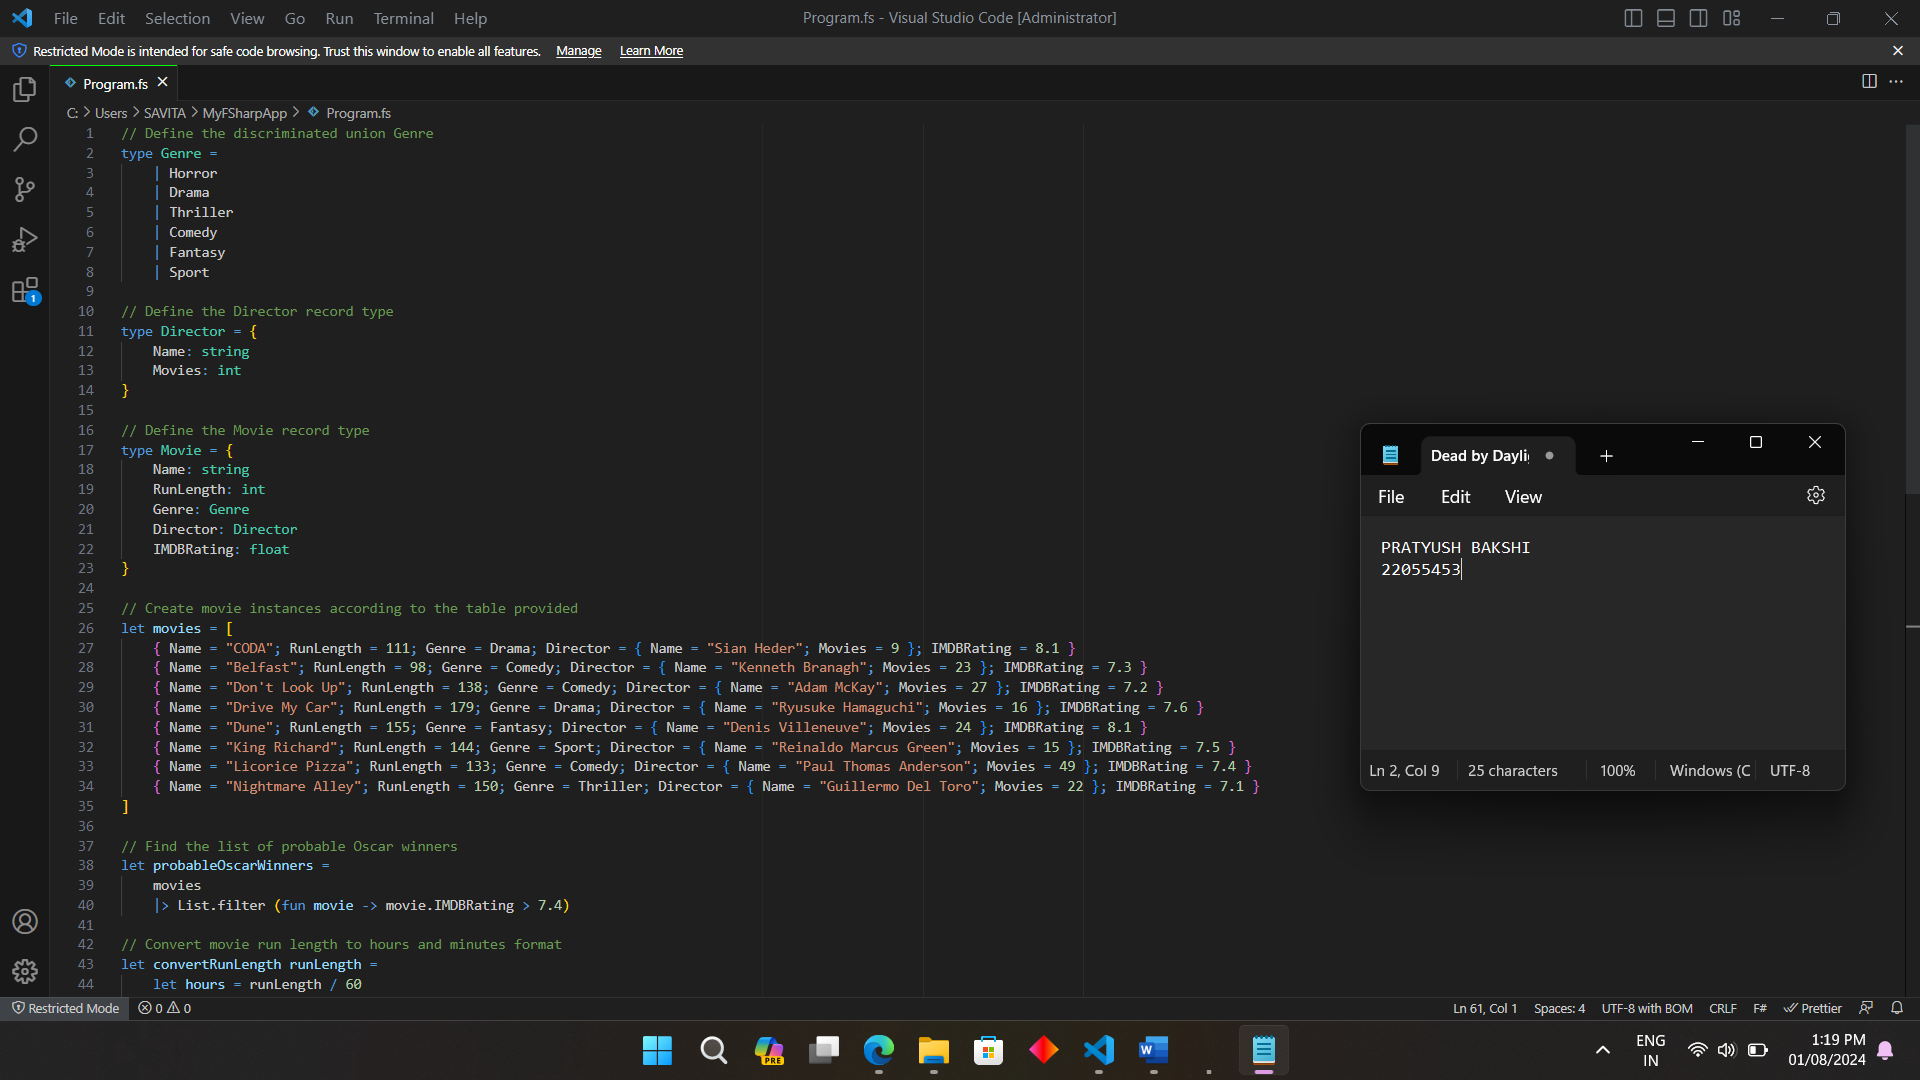 File Edit Selection View Go Run Terminal Help
Program.fs - Visual Studio Code [Administrator]
Restricted Mode is intended for safe code browsing. Trust this window to enable all features. Manage Learn More
Program.fs
C: > Users > SAVITA > MyFSharpApp > Program.fs
1 // Define the discriminated union Genre
2 type Genre =
3 | Horror
4 | Drama
5 | Thriller
6 | Comedy
7 | Fantasy
8 | Sport
9
10 // Define the Director record type
11 type Director = {
12 Name: string
13 Movies: int
14 }
15
16 // Define the Movie record type
17 type Movie = {
18 Name: string
19 RunLength: int
20 Genre: Genre
21 Director: Director
22 IMDBRating: float
23 }
24
25 // Create movie instances according to the table provided
26 let movies = [
27 { Name = "CODA"; RunLength = 111; Genre = Drama; Director = { Name = "Sian Heder"; Movies = 9 }; IMDBRating = 8.1 }
28 { Name = "Belfast"; RunLength = 98; Genre = Comedy; Director = { Name = "Kenneth Branagh"; Movies = 23 }; IMDBRating = 7.3 }
29 { Name = "Don't Look Up"; RunLength = 138; Genre = Comedy; Director = { Name = "Adam McKay"; Movies = 27 }; IMDBRating = 7.2 }
30 { Name = "Drive My Car"; RunLength = 179; Genre = Drama; Director = { Name = "Ryusuke Hamaguchi"; Movies = 16 }; IMDBRating = 7.6 }
31 { Name = "Dune"; RunLength = 155; Genre = Fantasy; Director = { Name = "Denis Villeneuve"; Movies = 24 }; IMDBRating = 8.1 }
32 { Name = "King Richard"; RunLength = 144; Genre = Sport; Director = { Name = "Reinaldo Marcus Green"; Movies = 15 }; IMDBRating = 7.5 }
33 { Name = "Licorice Pizza"; RunLength = 133; Genre = Comedy; Director = { Name = "Paul Thomas Anderson"; Movies = 49 }; IMDBRating = 7.4 }
34 { Name = "Nightmare Alley"; RunLength = 150; Genre = Thriller; Director = { Name = "Guillermo Del Toro"; Movies = 22 }; IMDBRating = 7.1 }
35 ]
36
37 // Find the list of probable Oscar winners
38 let probableOscarWinners =
39 movies
40 |> List.filter (fun movie -> movie.IMDBRating > 7.4)
41
42 // Convert movie run length to hours and minutes format
43 let convertRunLength runLength =
44 let hours = runLength / 60
Dead by Dayli
File Edit View
PRATYUSH BAKSHI
22055453
Ln 2, Col 9 25 characters 100% Windows (C UTF-8
1
Restricted Mode 0 0 Ln 61, Col 1 Spaces: 4 UTF-8 with BOM CRLF F# Prettier
PRE
W
ENG
IN
1:19 PM
01/08/2024